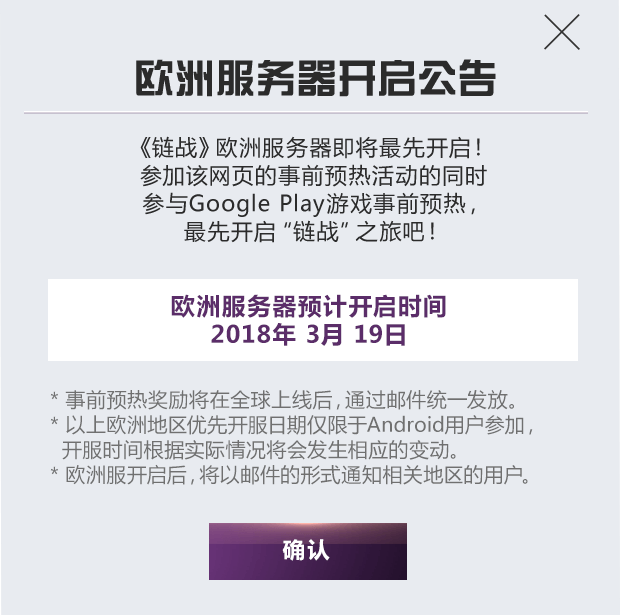 欧洲服务器开启公告
《链战》欧洲服务器即将最先开启!
参加该网页的事前预热活动的同时
参与Google Play游戏事前预热,
最先开启“链战”之旅吧!
欧洲服务器预计开启时间
2018年 3月 19日
* 事前预热奖励将在全球上线后,通过邮件统一发放。
* 以上欧洲地区优先开服日期仅限于Android用户参加,
开服时间根据实际情况将会发生相应的变动。
* 欧洲服开启后,将以邮件的形式通知相关地区的用户。
确认